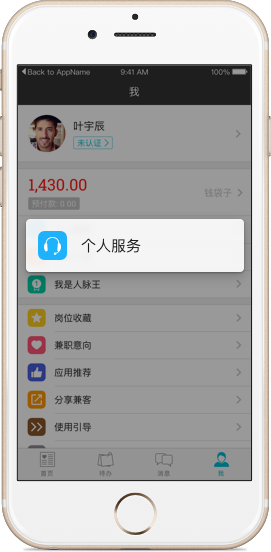 Back to AppName 9:41 AM 100%
我
叶宇辰
未认证
1,430.00
钱袋子
预付款: 0.00
个人服务
我是人脉王
岗位收藏
兼职意向
应用推荐
分享兼客
使用引导
首页 待办 消息 我